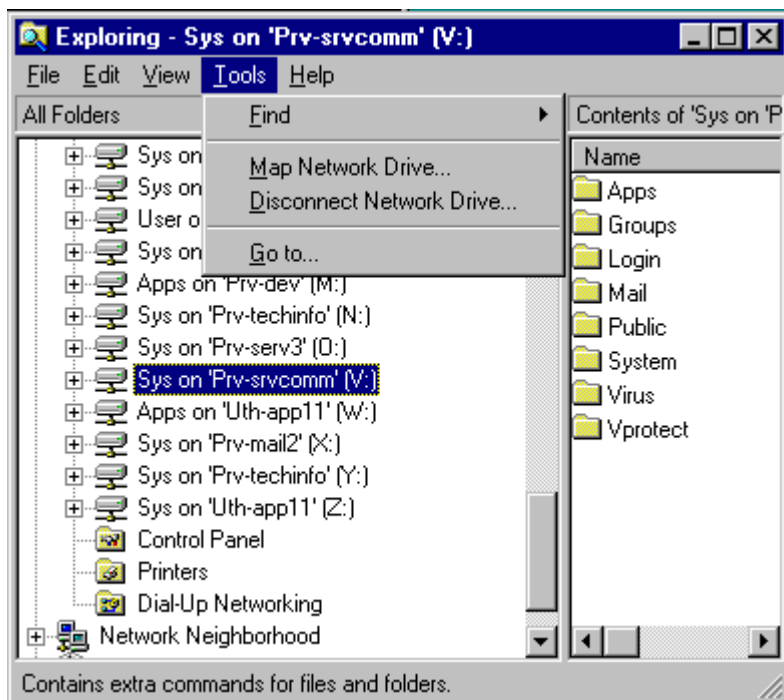 Exploring - Sys on 'Prv-srvcomm' (V:)
File Edit View Tools Help
All Folders
Contents of 'Sys on 'P
Find
Map Network Drive...
Disconnect Network Drive...
Go to...
Sys on
Sys on
User o
Sys on
Apps on 'Prv-dev' (M:)
Sys on 'Prv-techinfo' (N:)
Sys on 'Prv-serv3' (O:)
Sys on 'Prv-srvcomm' (V:)
Apps on 'Uth-app11' (W:)
Sys on 'Prv-mail2' (X:)
Sys on 'Prv-techinfo' (Y:)
Sys on 'Uth-app11' (Z:)
Control Panel
Printers
Dial-Up Networking
Network Neighborhood
Name
Apps
Groups
Login
Mail
Public
System
Virus
Vprotect
Contains extra commands for files and folders.